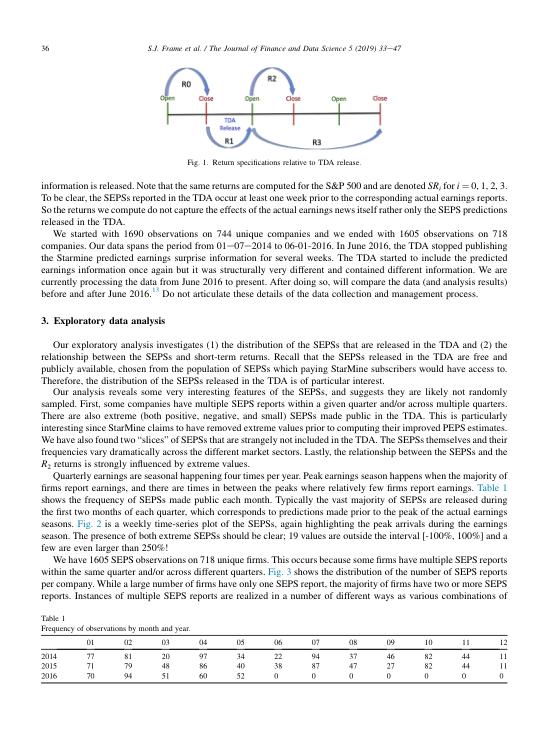 36
S.J. Frame et al. / The Journal of Finance and Data Science 5 (2019) 33–47
R0
R2
Open
Close
Open
Close
Open
Close
TDA
Release
R1
R3
Fig. 1. Return specifications relative to TDA release.
information is released. Note that the same returns are computed for the S&P 500 and are denoted SRi for i = 0, 1, 2, 3.
To be clear, the SEPSs reported in the TDA occur at least one week prior to the corresponding actual earnings reports.
So the returns we compute do not capture the effects of the actual earnings news itself rather only the SEPS predictions
released in the TDA.
We started with 1690 observations on 744 unique companies and we ended with 1605 observations on 718
companies. Our data spans the period from 01−07−2014 to 06-01-2016. In June 2016, the TDA stopped publishing
the Starmine predicted earnings surprise information for several weeks. The TDA started to include the predicted
earnings information once again but it was structurally very different and contained different information. We are
currently processing the data from June 2016 to present. After doing so, will compare the data (and analysis results)
before and after June 2016.13 Do not articulate these details of the data collection and management process.
3. Exploratory data analysis
Our exploratory analysis investigates (1) the distribution of the SEPSs that are released in the TDA and (2) the
relationship between the SEPSs and short-term returns. Recall that the SEPSs released in the TDA are free and
publicly available, chosen from the population of SEPSs which paying StarMine subscribers would have access to.
Therefore, the distribution of the SEPSs released in the TDA is of particular interest.
Our analysis reveals some very interesting features of the SEPSs, and suggests they are likely not randomly
sampled. First, some companies have multiple SEPS reports within a given quarter and/or across multiple quarters.
There are also extreme (both positive, negative, and small) SEPSs made public in the TDA. This is particularly
interesting since StarMine claims to have removed extreme values prior to computing their improved PEPS estimates.
We have also found two “slices” of SEPSs that are strangely not included in the TDA. The SEPSs themselves and their
frequencies vary dramatically across the different market sectors. Lastly, the relationship between the SEPSs and the
R2 returns is strongly influenced by extreme values.
Quarterly earnings are seasonal happening four times per year. Peak earnings season happens when the majority of
firms report earnings, and there are times in between the peaks where relatively few firms report earnings. Table 1
shows the frequency of SEPSs made public each month. Typically the vast majority of SEPSs are released during
the first two months of each quarter, which corresponds to predictions made prior to the peak of the actual earnings
seasons. Fig. 2 is a weekly time-series plot of the SEPSs, again highlighting the peak arrivals during the earnings
season. The presence of both extreme SEPSs should be clear; 19 values are outside the interval [-100%, 100%] and a
few are even larger than 250%!
We have 1605 SEPS observations on 718 unique firms. This occurs because some firms have multiple SEPS reports
within the same quarter and/or across different quarters. Fig. 3 shows the distribution of the number of SEPS reports
per company. While a large number of firms have only one SEPS report, the majority of firms have two or more SEPS
reports. Instances of multiple SEPS reports are realized in a number of different ways as various combinations of
Table 1
Frequency of observations by month and year.
01 02 03 04 05 06 07 08 09 10 11 12
2014 77 81 20 97 34 22 94 37 46 82 44 11
2015 71 79 48 86 40 38 87 47 27 82 44 11
2016 70 94 51 60 52 0 0 0 0 0 0 0